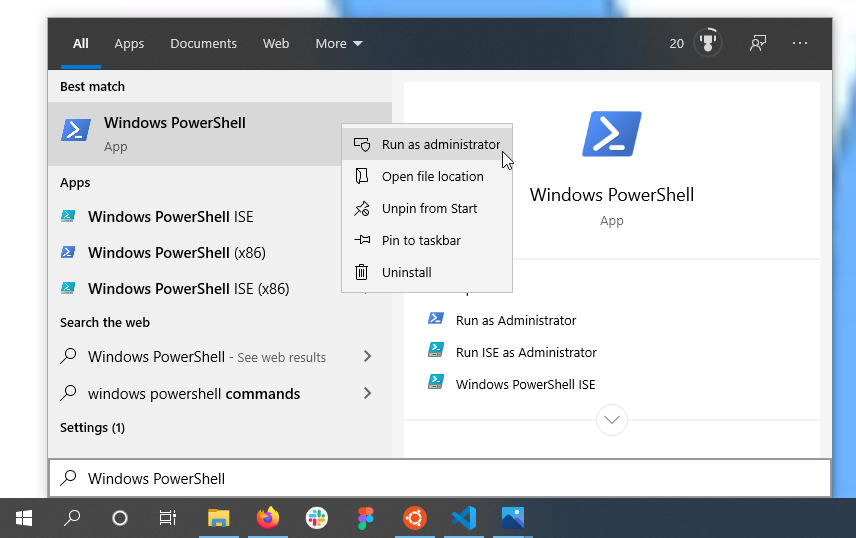 All Apps Documents Web More 20
Best match
Windows PowerShell
App
Apps
Windows PowerShell ISE
Windows PowerShell (x86)
Windows PowerShell ISE (x86)
Search the web
Windows PowerShell - See web results
windows powershell commands
Settings (1)
Run as administrator
Open file location
Unpin from Start
Pin to taskbar
Uninstall
Windows PowerShell
App
Run as Administrator
Run ISE as Administrator
Windows PowerShell ISE
Windows PowerShell